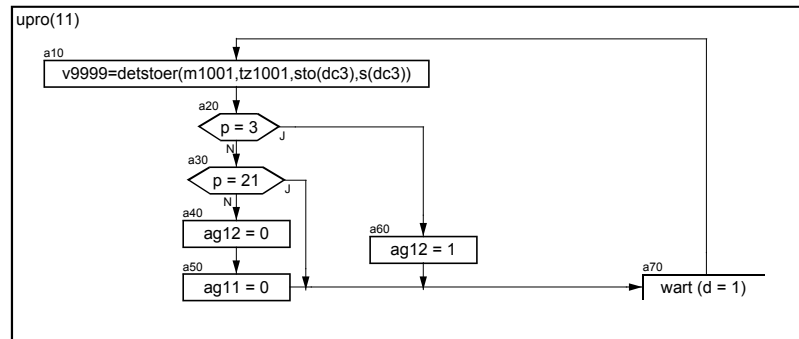 upro(11)
a10
v9999=detstoer(m1001,tz1001,sto(dc3),s(dc3))
a20
p = 3
J
N
a30
p = 21
J
N
a40
ag12 = 0
a60
ag12 = 1
a50
ag11 = 0
a70
wart (d = 1)